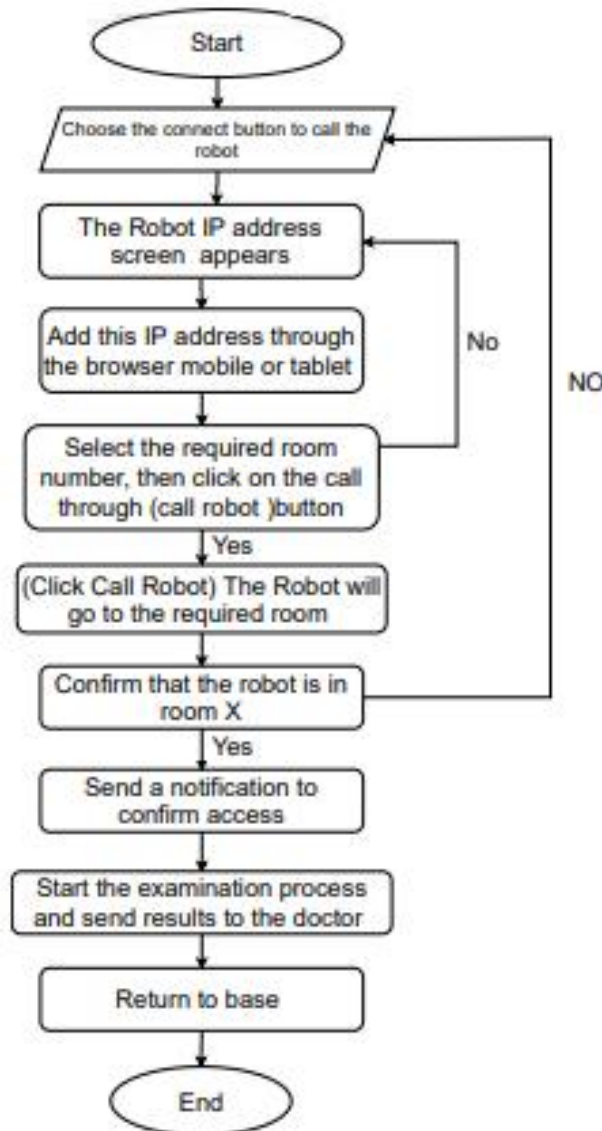 Start
Choose the connect button to call the
robot
The Robot IP address
screen appears
Add this IP address through
the browser mobile or tablet
No
NO
Select the required room
number, then click on the call
through (call robot )button
Yes
(Click Call Robot) The Robot will
go to the required room
Confirm that the robot is in
room X
Yes
Send a notification to
confirm access
Start the examination process
and send results to the doctor
Return to base
End